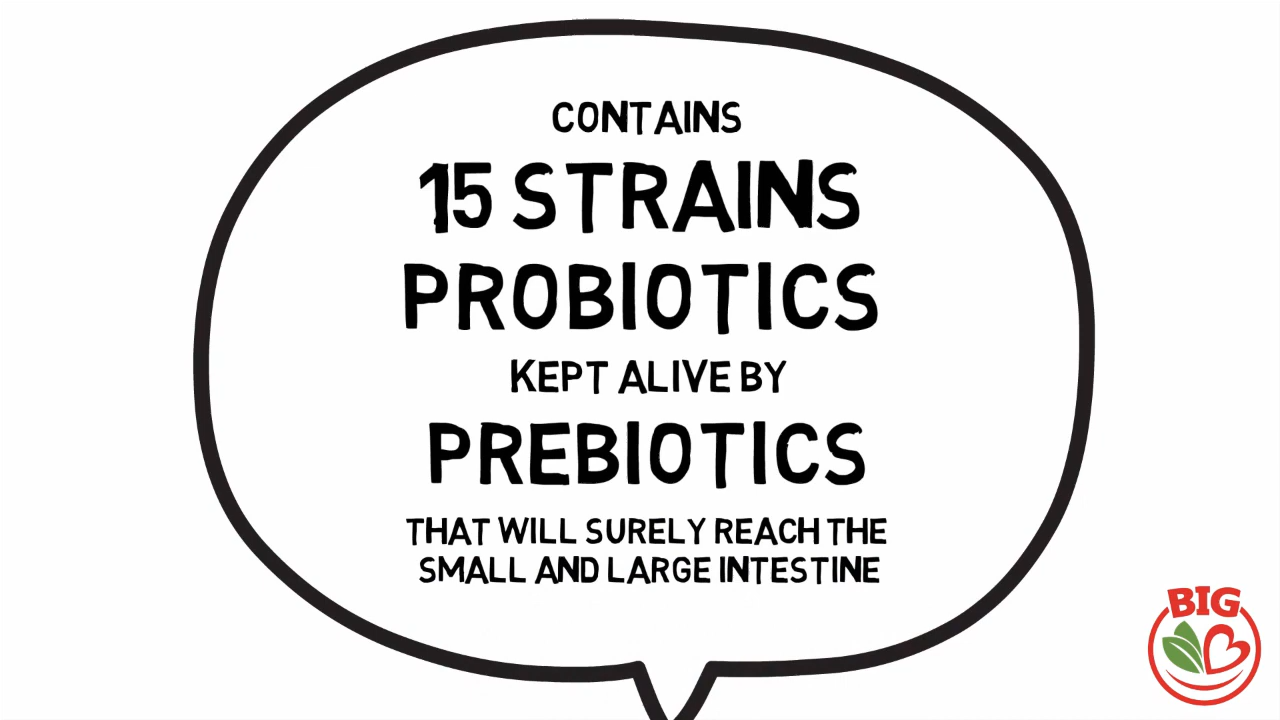 CONTAINS
15 STRAINS
PROBIOTICS
KEPT ALIVE BY
PREBIOTICS
THAT WILL SURELY REACH THE
SMALL AND LARGE INTESTINE
BIG